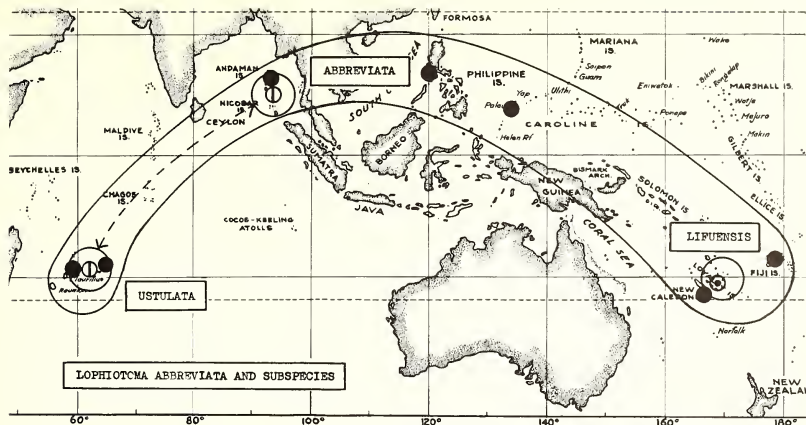 FORMOSA
MARIANA
IS.
Wake
ANDAMAN
IS.
ABBREVIATA
PHILIPPINE
IS.
Saipan
Guam
Bikini
Rongelap
Eniwetok
MARSHALL IS.
NICOBAR
IS.
SOUTH
SEA
Yap
Ulithi
Truk
Ponape
Wotje
Majuro
CEYLON
Palau
CAROLINE
IS.
Makin
MALDIVE
IS.
Helen Rf
GILBERT
IS.
SEYCHELLES IS.
SUMATRA
BORNEO
NEW
GUINEA
BISMARK
ARCH.
SOLOMON IS.
ELLICE IS.
CHAGOS
IS.
JAVA
COCOS-KEELING
ATOLLS
CORAL SEA
LIFUENSIS
Mauritius
Reunion
FIJI IS.
USTULATA
NEW
CALEDON
Norfolk
LOPHIOTOMA ABBREVIATA AND SUBSPECIES
NEW
ZEALAN
60° 80° 100° 120° 140° 160° 180°